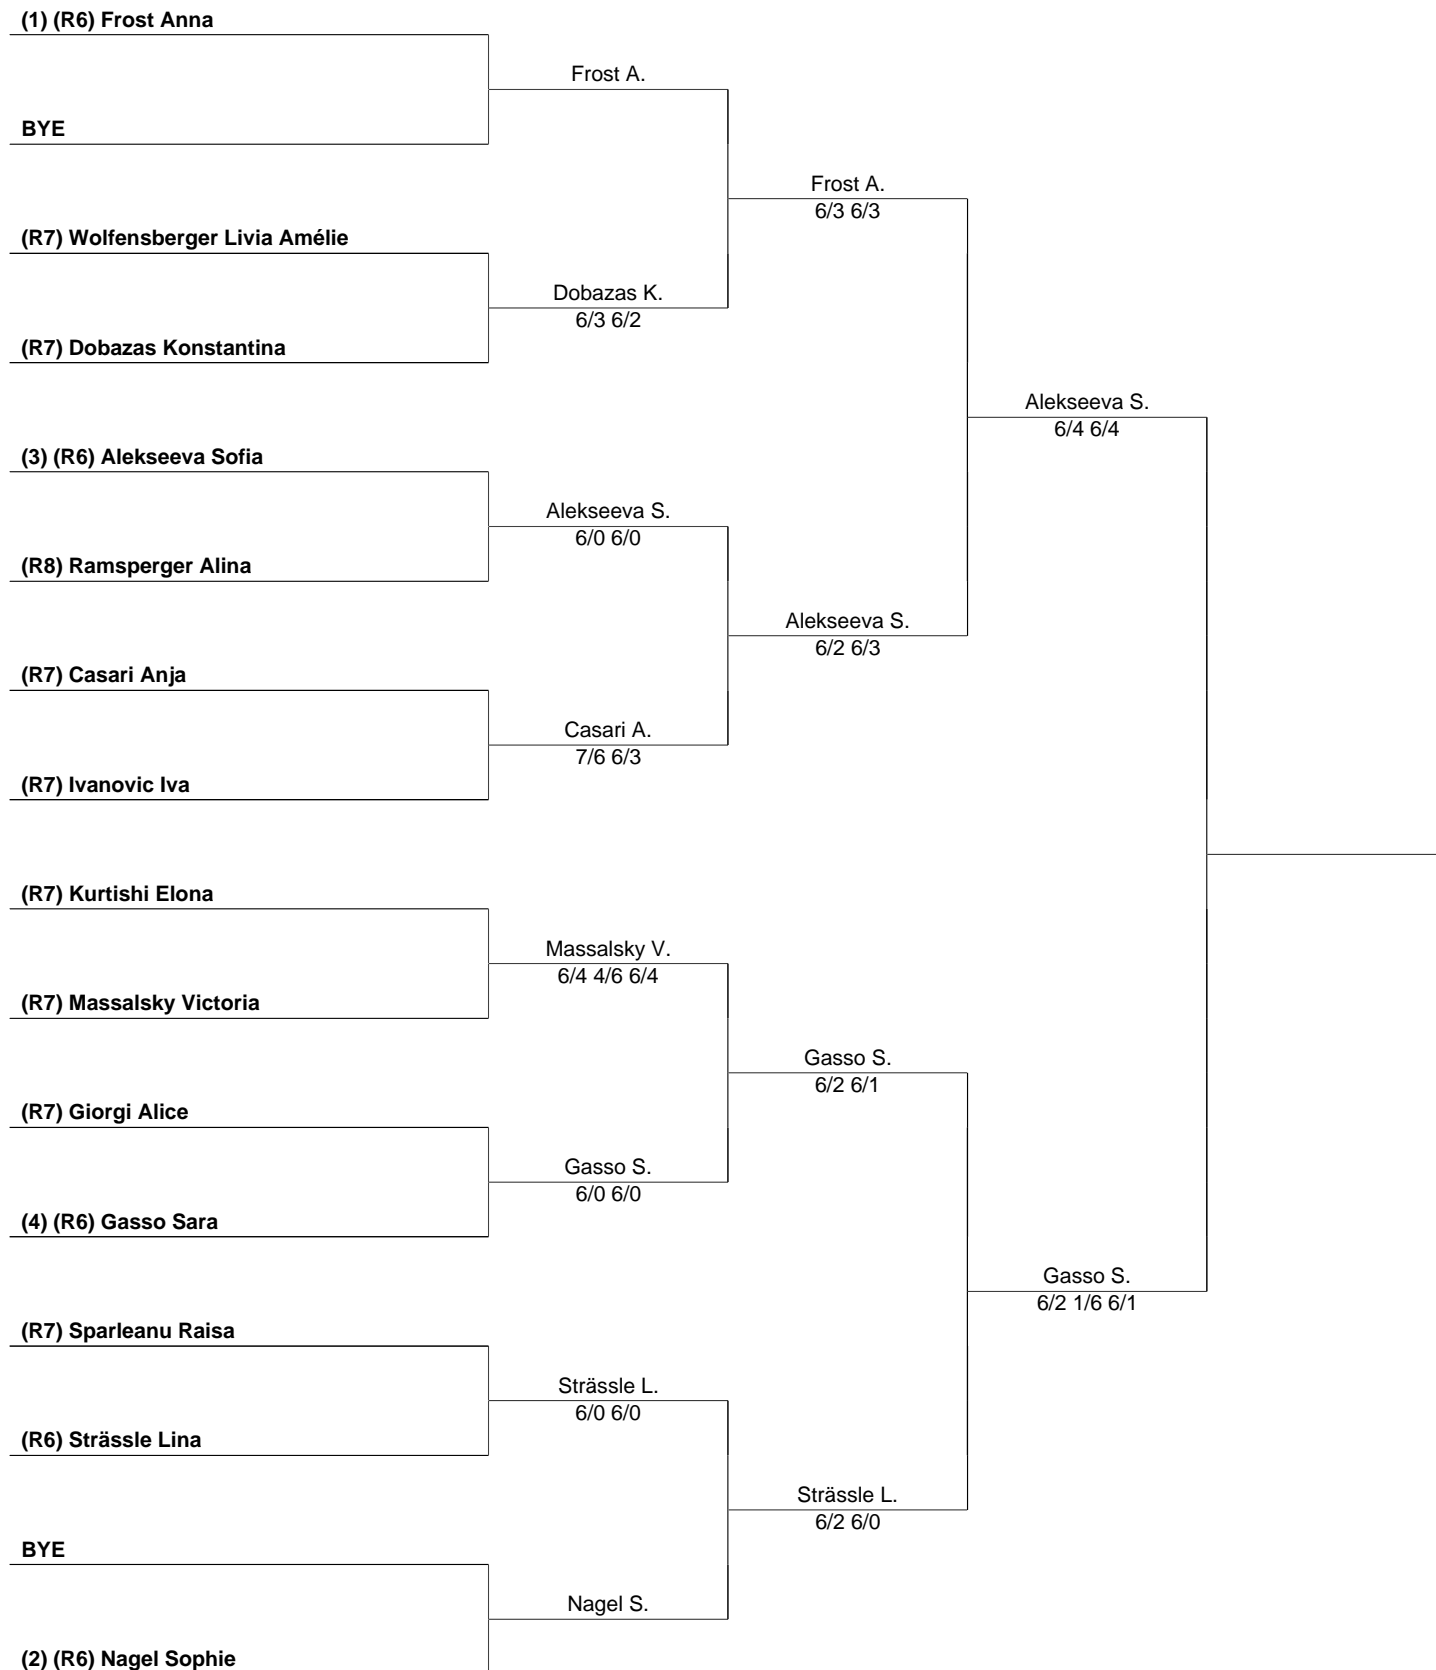 (1) (R6) Frost Anna
Frost A.
BYE
Frost A.
6/3 6/3
(R7) Wolfensberger Livia Amélie
Dobazas K.
6/3 6/2
(R7) Dobazas Konstantina
Alekseeva S.
6/4 6/4
(3) (R6) Alekseeva Sofia
Alekseeva S.
6/0 6/0
(R8) Ramsperger Alina
Alekseeva S.
6/2 6/3
(R7) Casari Anja
Casari A.
7/6 6/3
(R7) Ivanovic Iva
(R7) Kurtishi Elona
Massalsky V.
6/4 4/6 6/4
(R7) Massalsky Victoria
Gasso S.
6/2 6/1
(R7) Giorgi Alice
Gasso S.
6/0 6/0
(4) (R6) Gasso Sara
Gasso S.
6/2 1/6 6/1
(R7) Sparleanu Raisa
Strässle L.
6/0 6/0
(R6) Strässle Lina
Strässle L.
6/2 6/0
BYE
Nagel S.
(2) (R6) Nagel Sophie